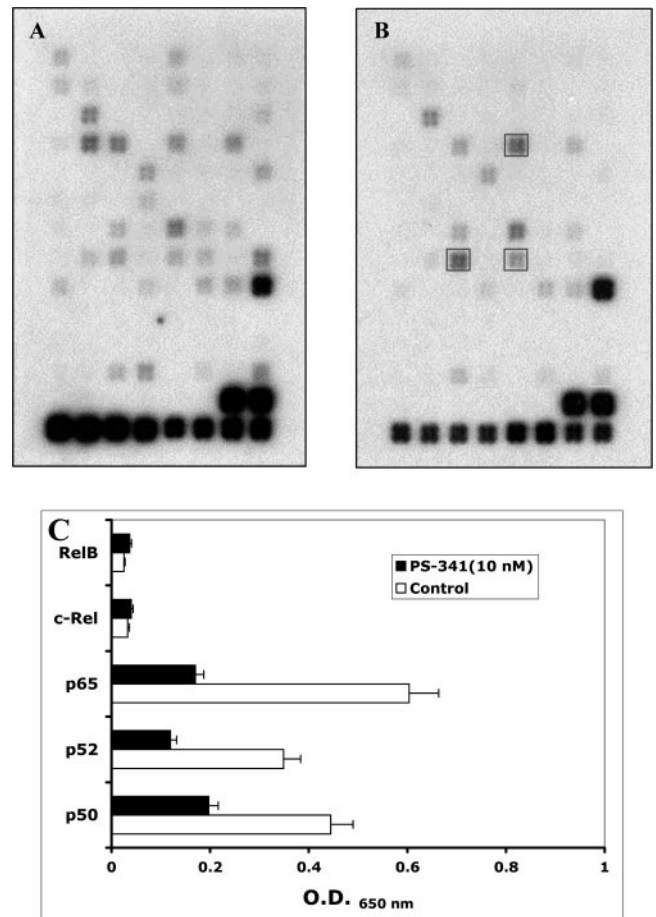 A
B
C
RelB
c-Rel
p65
p52
p50
PS-341(10 nM)
Control
0
0.2
0.4
0.6
0.8
1
O.D. 650 nm